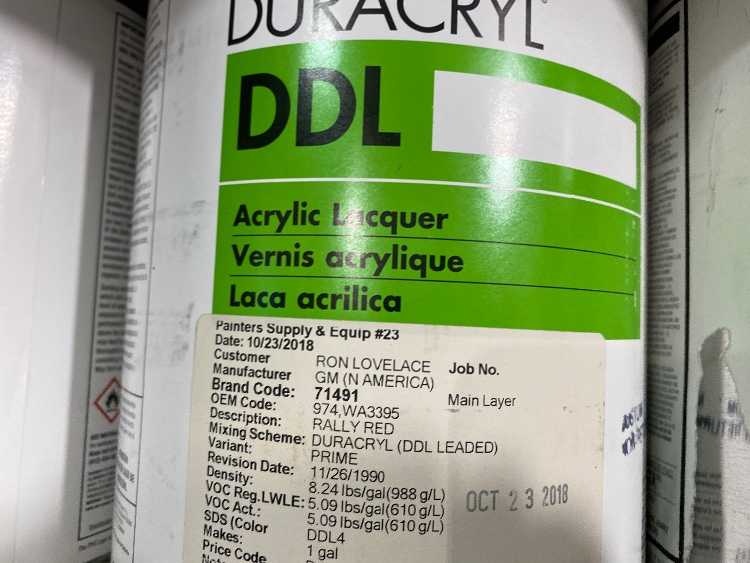 DURACRYL
DDL
Acrylic Lacquer
Vernis acrylique
Laca acrilica
Painters Supply & Equip #23
Date: 10/23/2018
Customer RON LOVELACE Job No.
Manufacturer GM (N AMERICA)
Brand Code: 71491 Main Layer
OEM Code: 974,WA3395
Description: RALLY RED
Mixing Scheme: DURACRYL (DDL LEADED)
Variant: PRIME
Revision Date: 11/26/1990
Density: 8.24 lbs/gal(988 g/L)
VOC Reg.LWLE: 5.09 lbs/gal(610 g/L)
VOC Act.: 5.09 lbs/gal(610 g/L)
SDS (Color DDL4
Makes: 1 gal
Price Code
OCT 23 2018